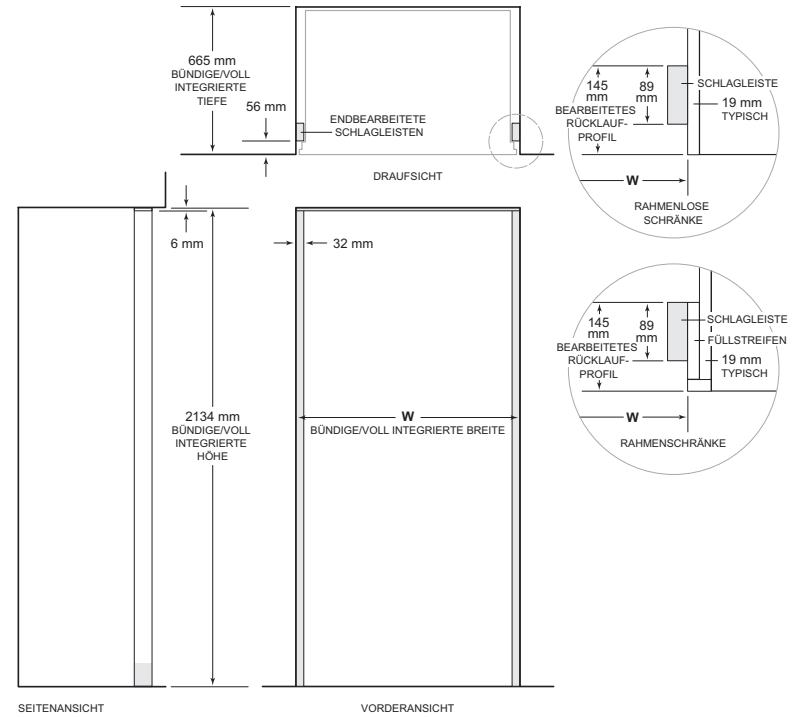 665 mm
BÜNDIGE/VOLL
INTEGRIERTE
TIEFE
56 mm
ENDBEARBEITETE
SCHLAGLEISTEN
DRAUFSICHT
145
mm
BEARBEITETES
RÜCKLAUF-
PROFIL
89
mm
SCHLAGLEISTE
19 mm
TYPISCH
W
RAHMENLOSE
SCHRÄNKE
6 mm
32 mm
2134 mm
BÜNDIGE/VOLL
INTEGRIERTE
HÖHE
W
BÜNDIGE/VOLL INTEGRIERTE BREITE
145
mm
BEARBEITETES
RÜCKLAUF-
PROFIL
89
mm
SCHLAGLEISTE
FÜLLSTREIFEN
19 mm
TYPISCH
W
RAHMENSCHRÄNKE
SEITENANSICHT
VORDERANSICHT